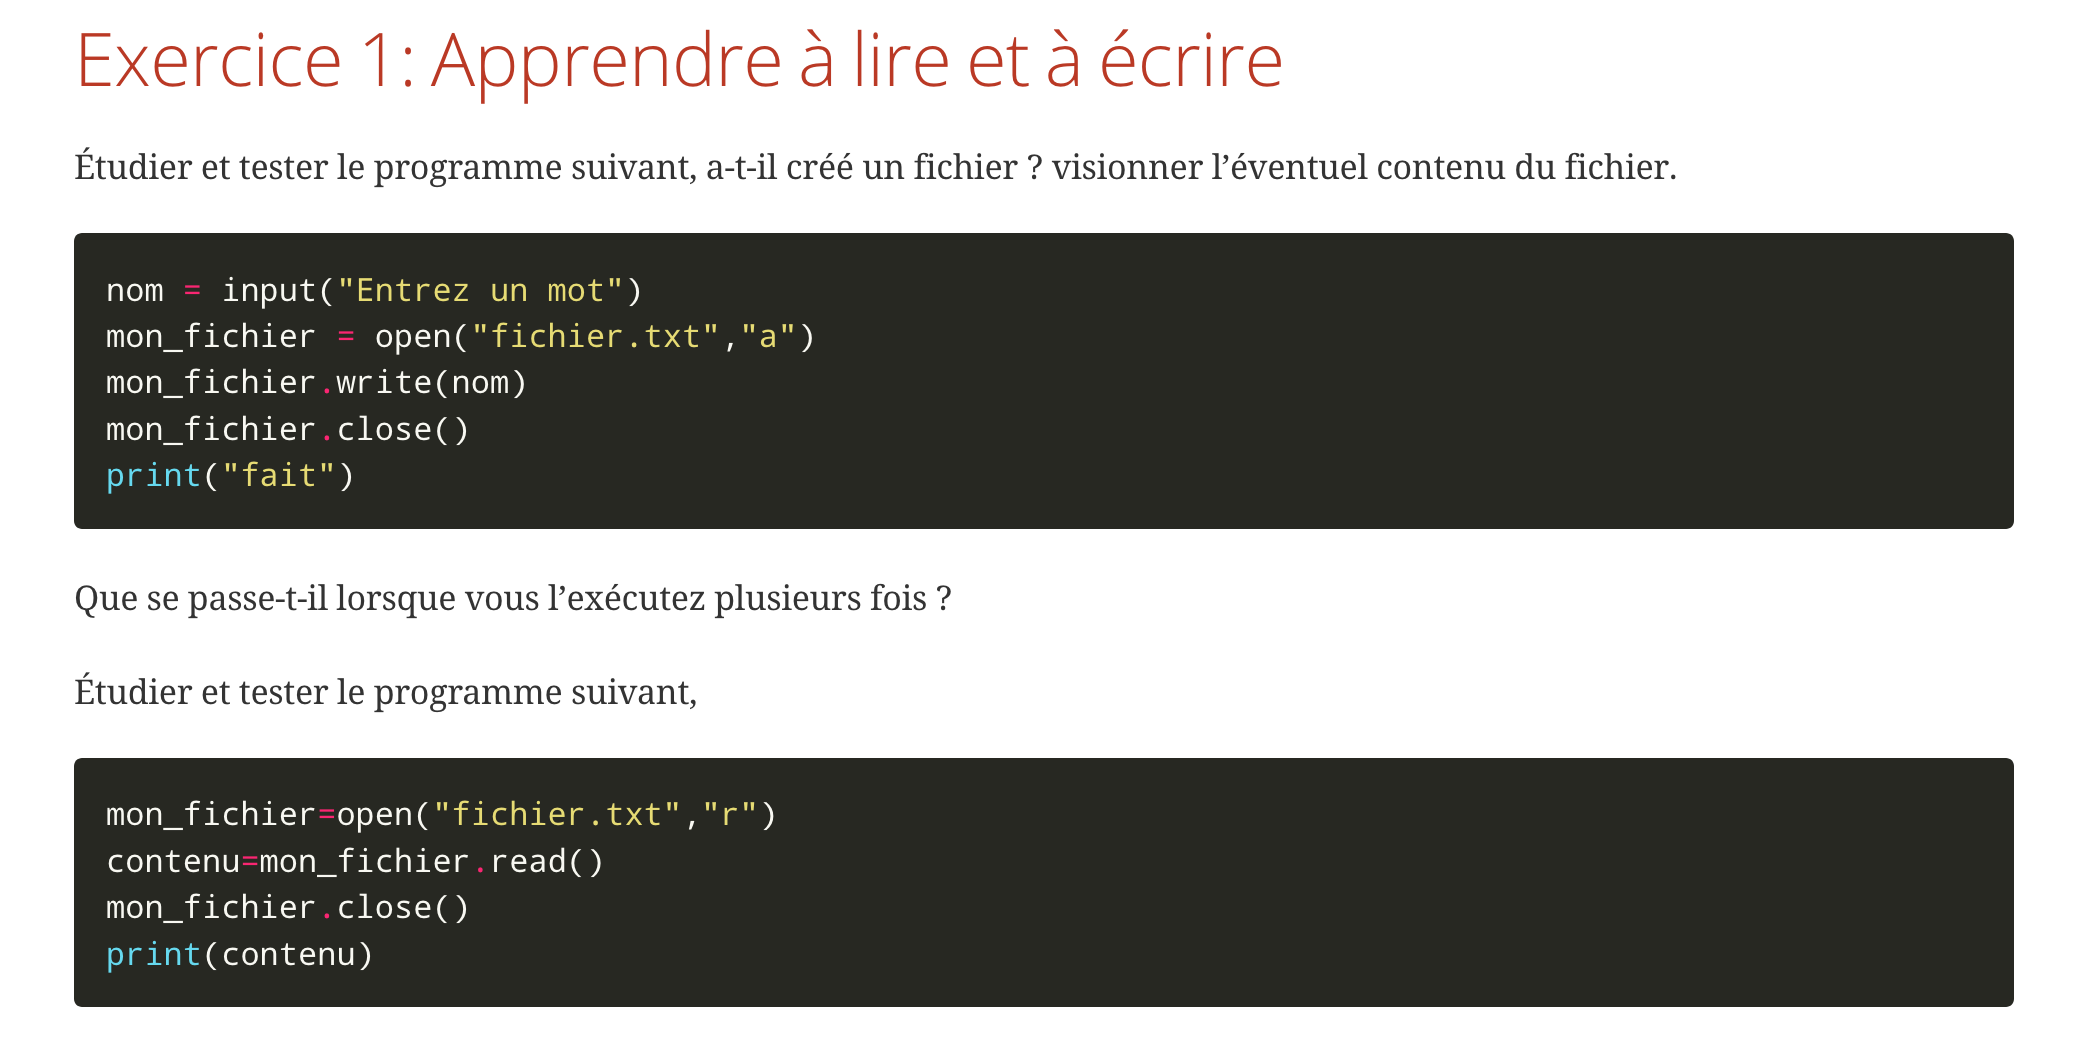 Exercice 1: Apprendre à lire et à écrire
Étudier et tester le programme suivant, a-t-il créé un fichier ? visionner l’éventuel contenu du fichier.
nom = input("Entrez un mot")
mon_fichier = open("fichier.txt","a")
mon_fichier.write(nom)
mon_fichier.close()
print("fait")
Que se passe-t-il lorsque vous l’exécutez plusieurs fois ?
Étudier et tester le programme suivant,
mon_fichier=open("fichier.txt","r")
contenu=mon_fichier.read()
mon_fichier.close()
print(contenu)